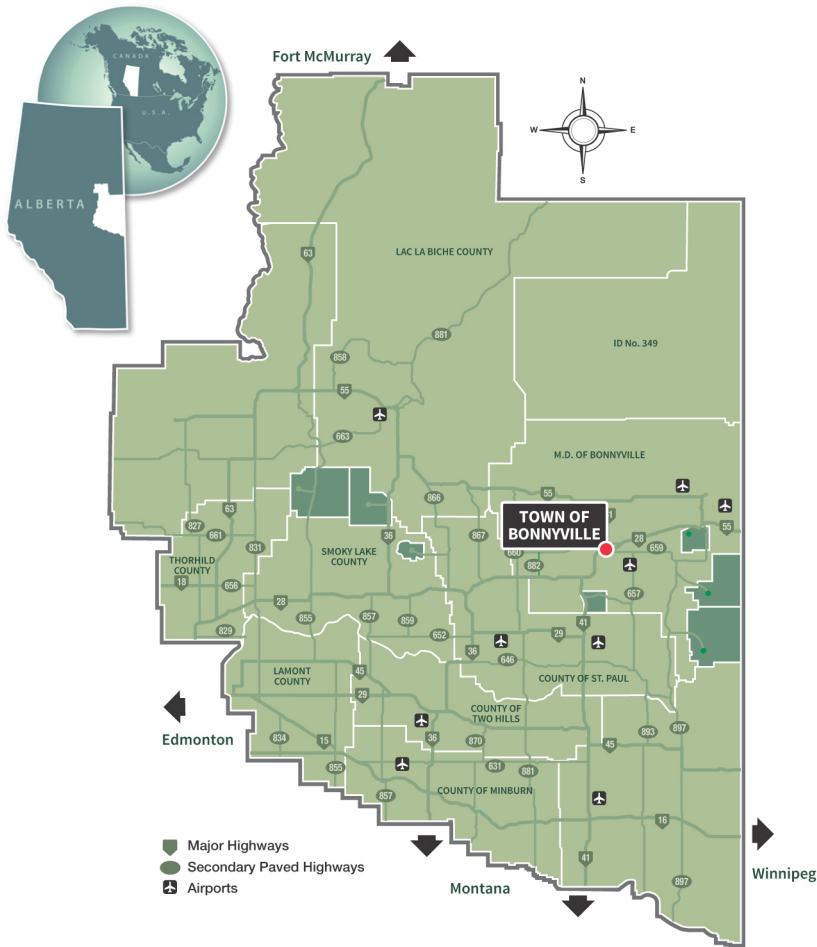 Fort McMurray
CANADA
U.S.A.
ALBERTA
N
W
E
S
63
LAC LA BICHE COUNTY
881
ID No. 349
858
55
663
M.D. OF BONNYVILLE
55
866
63
827
661
831
36
867
TOWN OF
BONNYVILLE
28
659
55
SMOKY LAKE
COUNTY
660
882
THORHILD
COUNTY
18
656
657
28
855
857
859
829
652
41
29
36
646
LAMONT
COUNTY
45
29
COUNTY OF ST. PAUL
COUNTY OF
TWO HILLS
834
15
36
870
45
893
897
Edmonton
855
631
881
857
COUNTY OF MINBURN
16
41
897
Major Highways
Secondary Paved Highways
Airports
Montana
Winnipeg